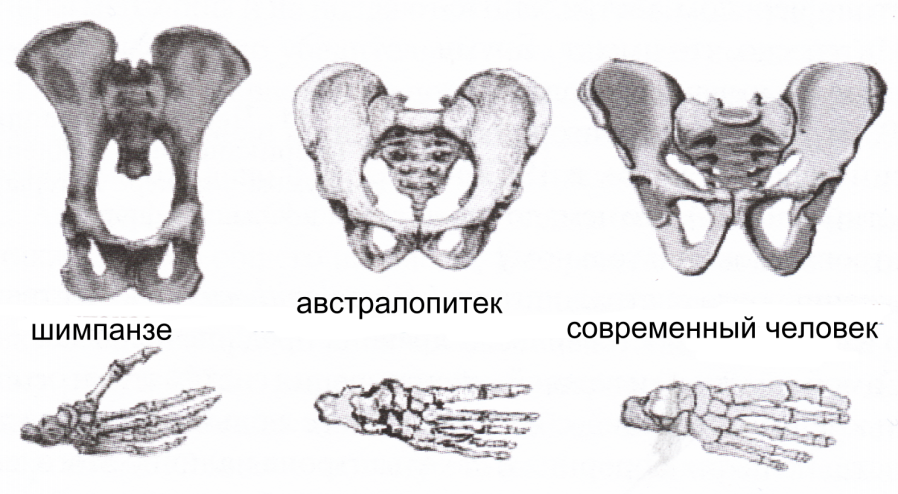 шимпанзе
австралопитек
современный человек